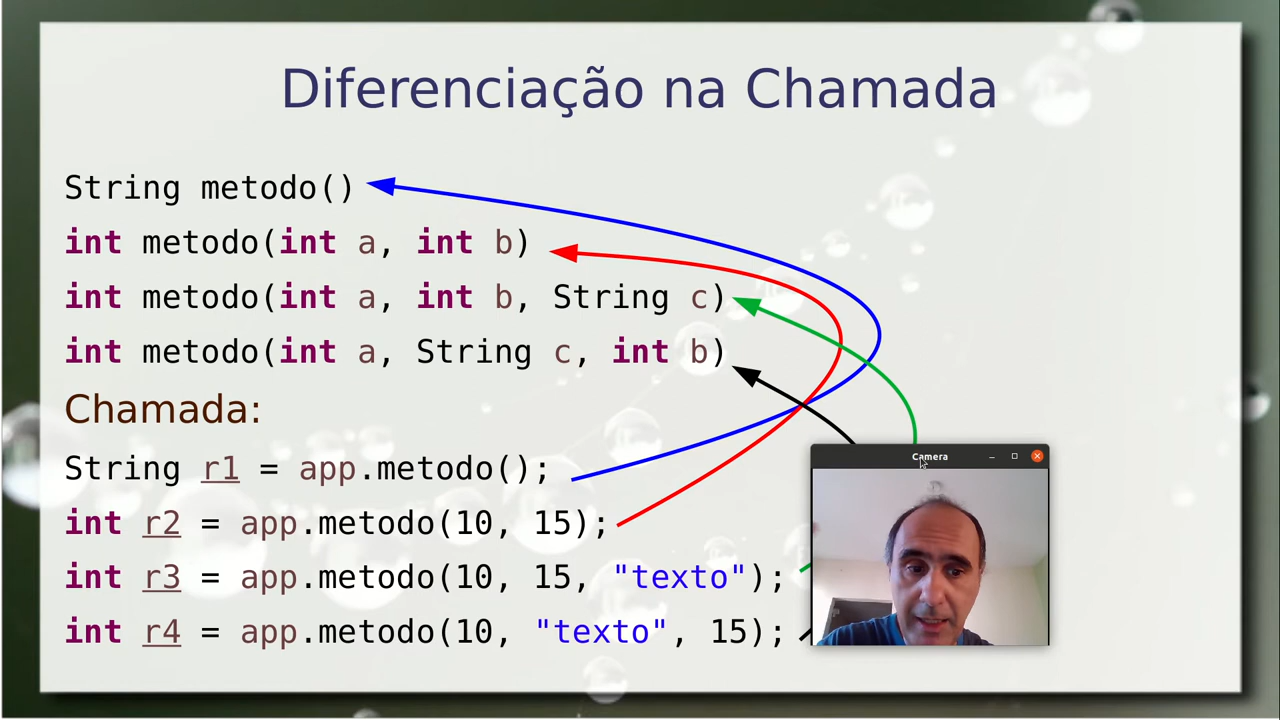 Diferenciação na Chamada
String metodo()
int metodo(int a, int b)
int metodo(int a, int b, String c)
int metodo(int a, String c, int b)
Chamada:
String r1 = app.metodo();
int r2 = app.metodo(10, 15);
int r3 = app.metodo(10, 15, "texto");
int r4 = app.metodo(10, "texto", 15);
Camera